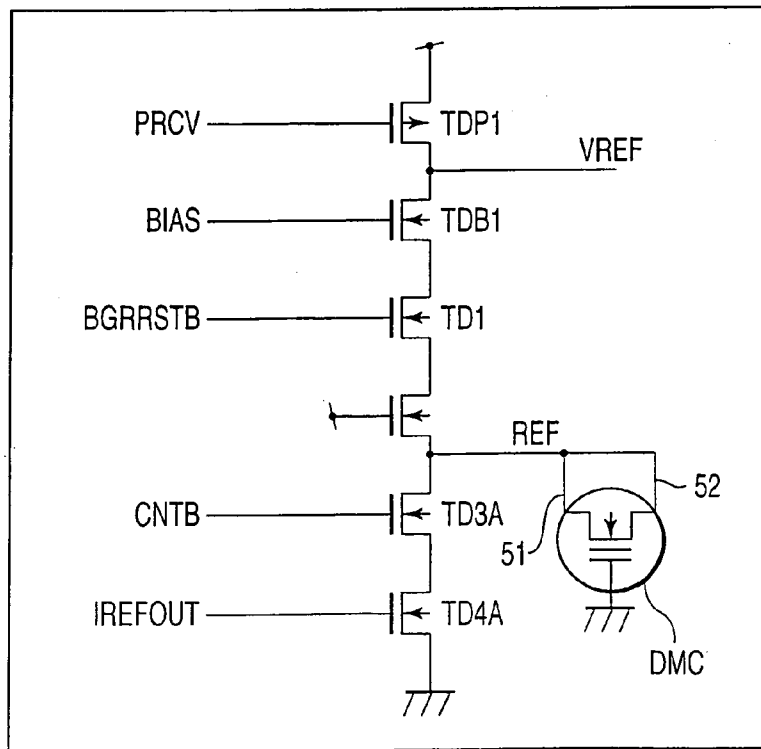 PRCV
TDP1
VREF
BIAS
TDB1
BGRRSTB
TD1
REF
52
CNTB
TD3A
51
IREFOUT
TD4A
DMC